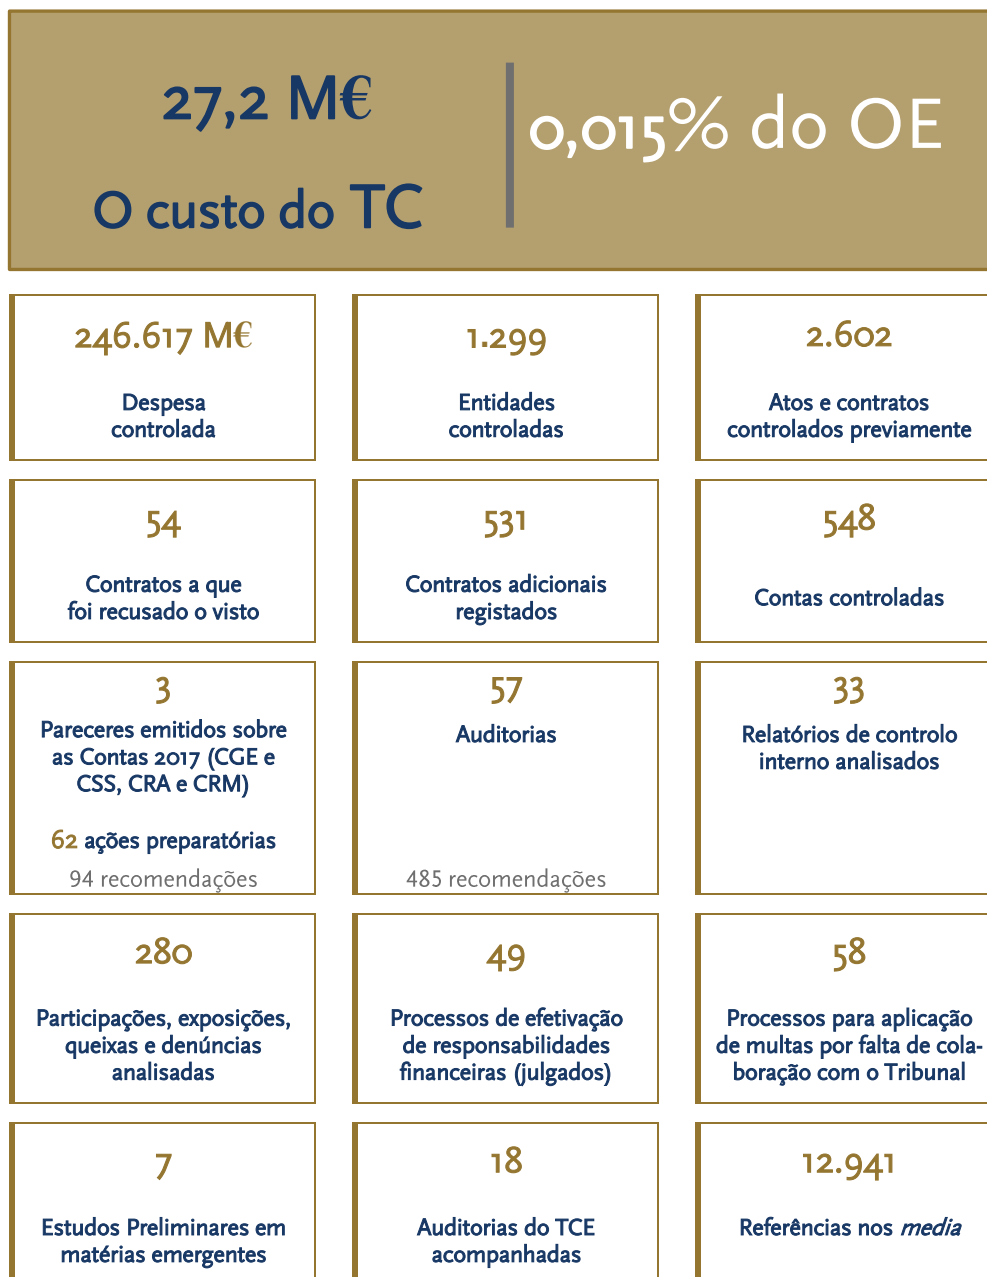 27,2 M€
O custo do TC
0,015% do OE
246.617 M€
Despesa
controlada
1.299
Entidades
controladas
2.602
Atos e contratos
controlados previamente
54
Contratos a que
foi recusado o visto
531
Contratos adicionais
registados
548
Contas controladas
3
Pareceres emitidos sobre
as Contas 2017 (CGE e
CSS, CRA e CRM)
62 ações preparatórias
94 recomendações
57
Auditorias
485 recomendações
33
Relatórios de controlo
interno analisados
280
Participações, exposições,
queixas e denúncias
analisadas
49
Processos de efetivação
de responsabilidades
financeiras (julgados)
58
Processos para aplicação
de multas por falta de cola-
boração com o Tribunal
7
Estudos Preliminares em
matérias emergentes
18
Auditorias do TCE
acompanhadas
12.941
Referências nos media